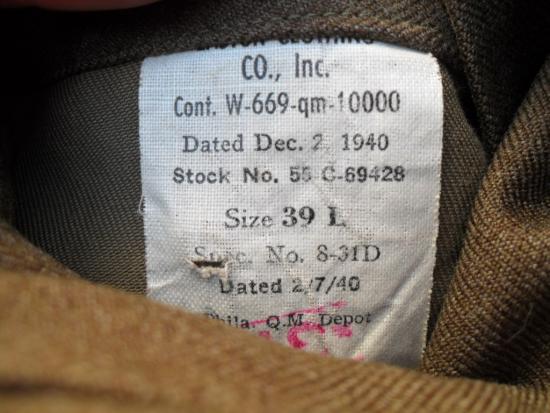 CO., Inc.
Cont. W-669-qm-10000
Dated Dec. 2, 1940
Stock No. 55 C-69428
Size 39 L
Spec. No. 8-31D
Dated 2/7/40
Phila. Q.M. Depot